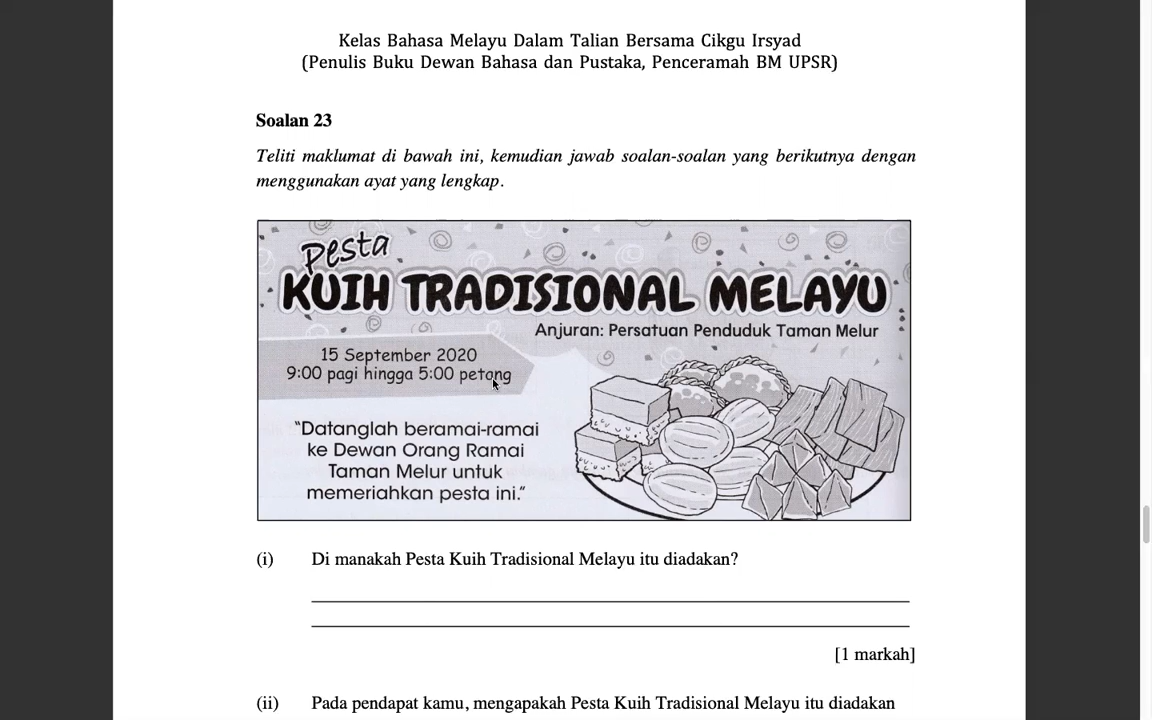 Kelas Bahasa Melayu Dalam Talian Bersama Cikgu Irsyad
(Penulis Buku Dewan Bahasa dan Pustaka, Penceramah BM UPSR)
Soalan 23
Teliti maklumat di bawah ini, kemudian jawab soalan-soalan yang berikutnya dengan
menggunakan ayat yang lengkap.
Pesta
KUIH TRADISIONAL MELAYU
Anjuran: Persatuan Penduduk Taman Melur
15 September 2020
9:00 pagi hingga 5:00 petang
“Datanglah beramai-ramai
ke Dewan Orang Ramai
Taman Melur untuk
memeriahkan pesta ini.“
(i) Di manakah Pesta Kuih Tradisional Melayu itu diadakan?
[1 markah]
(ii) Pada pendapat kamu, mengapakah Pesta Kuih Tradisional Melayu itu diadakan